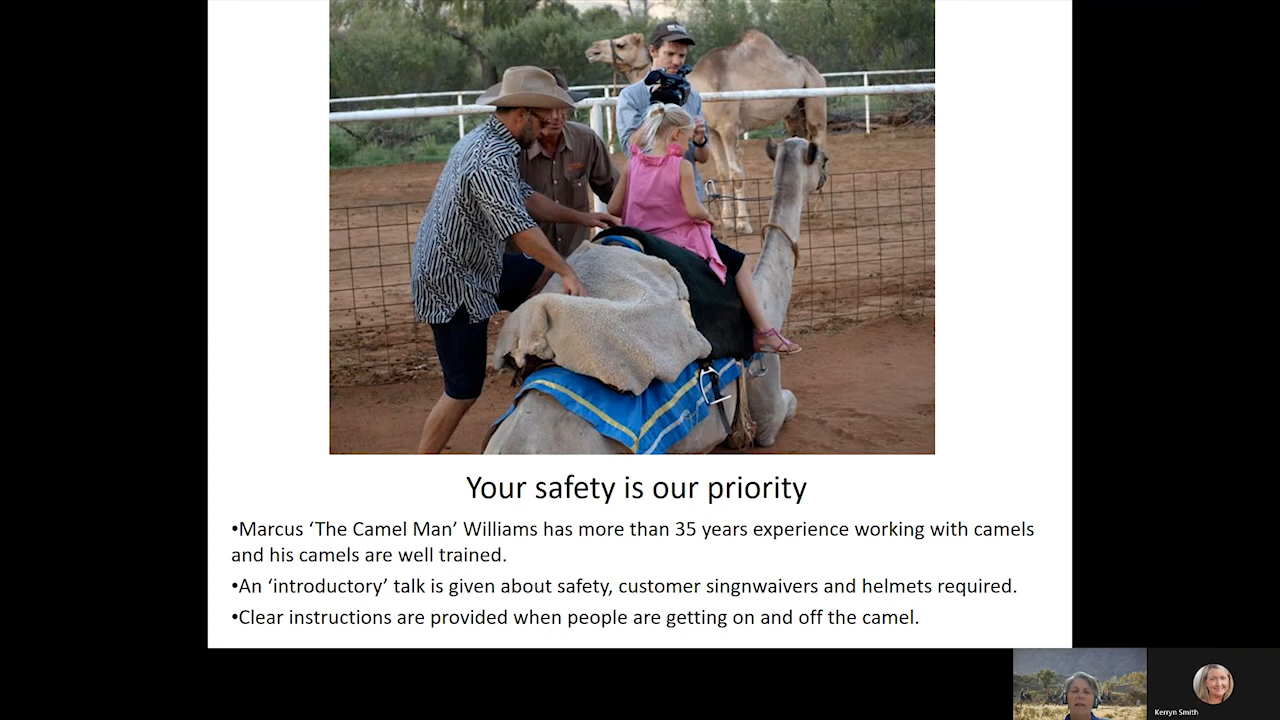 Your safety is our priority
•Marcus ‘The Camel Man’ Williams has more than 35 years experience working with camels
and his camels are well trained.
•An ‘introductory’ talk is given about safety, customer singnwaivers and helmets required.
•Clear instructions are provided when people are getting on and off the camel.
Kerryn Smith